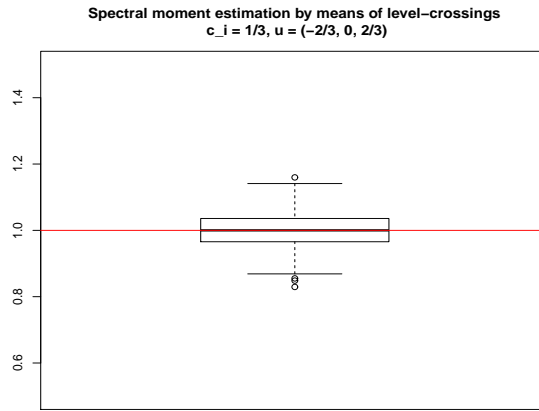 Spectral moment estimation by means of level−crossings
c_i = 1/3, u = (−2/3, 0, 2/3)
1.4
1.2
1.0
0.8
0.6